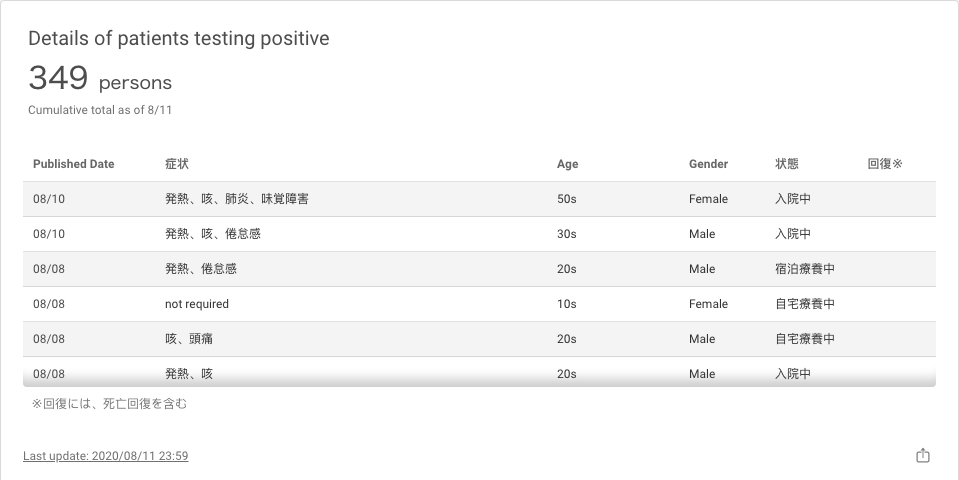 Details of patients testing positive
349 persons
Cumulative total as of 8/11
Published Date 症状 Age Gender 状態 回復※
08/10 発熱、咳、肺炎、味覚障害 50s Female 入院中
08/10 発熱、咳、倦怠感 30s Male 入院中
08/08 発熱、倦怠感 20s Male 宿泊療養中
08/08 not required 10s Female 自宅療養中
08/08 咳、頭痛 20s Male 自宅療養中
08/08 発熱、咳 20s Male 入院中
※回復には、死亡回復を含む
Last update: 2020/08/11 23:59